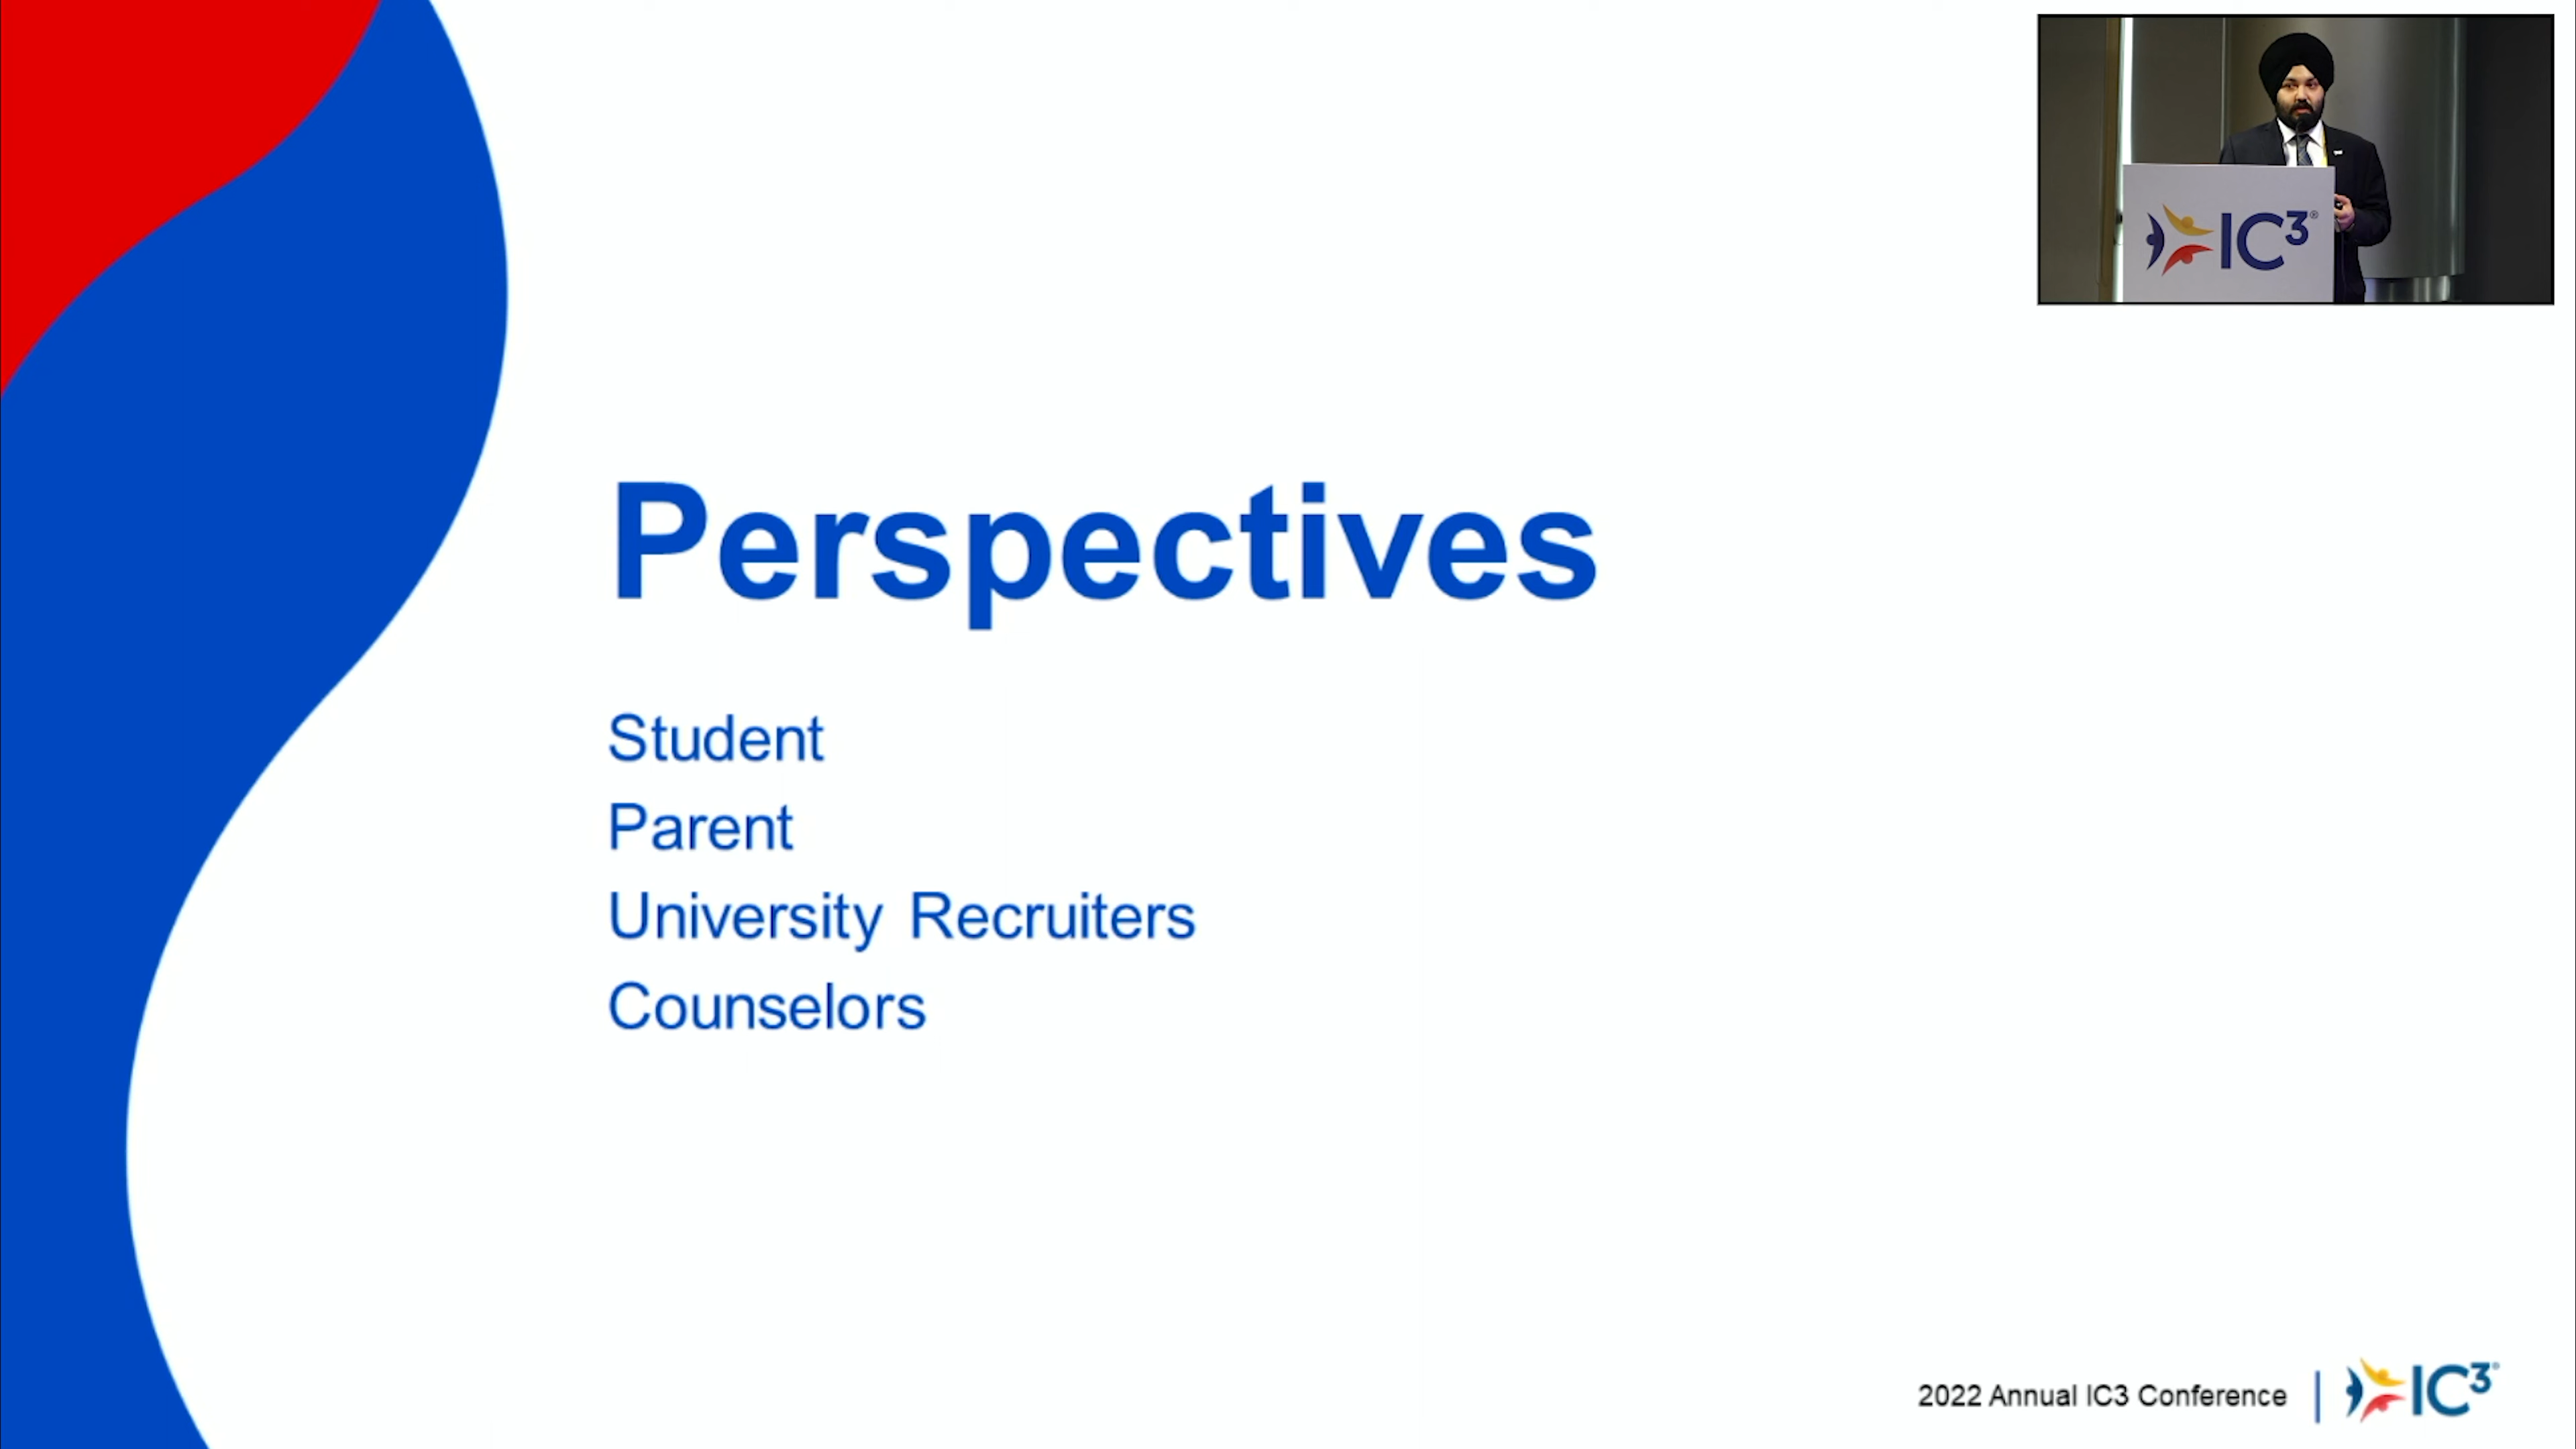 IC3®
Perspectives
Student
Parent
University Recruiters
Counselors
2022 Annual IC3 Conference
IC3®